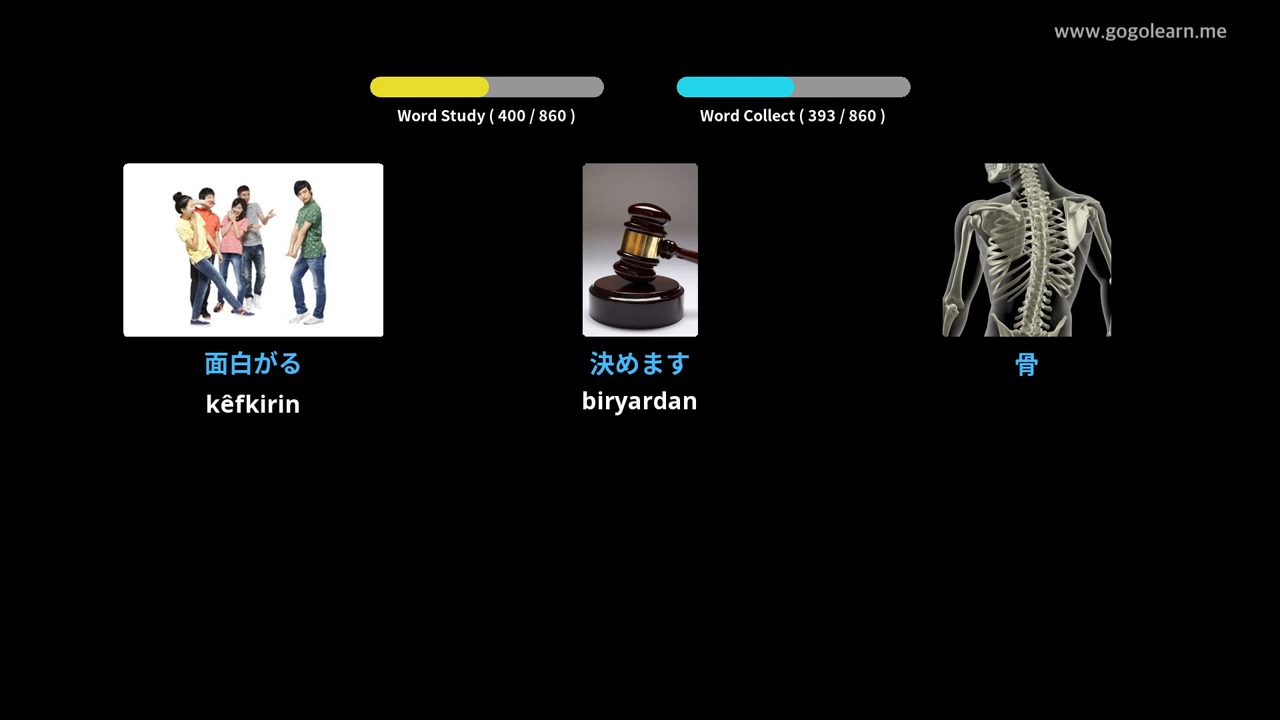 www.gogolearn.me
Word Study ( 400 / 860 )
Word Collect ( 393 / 860 )
面白がる
決めます
骨
kêfkirin
biryardan